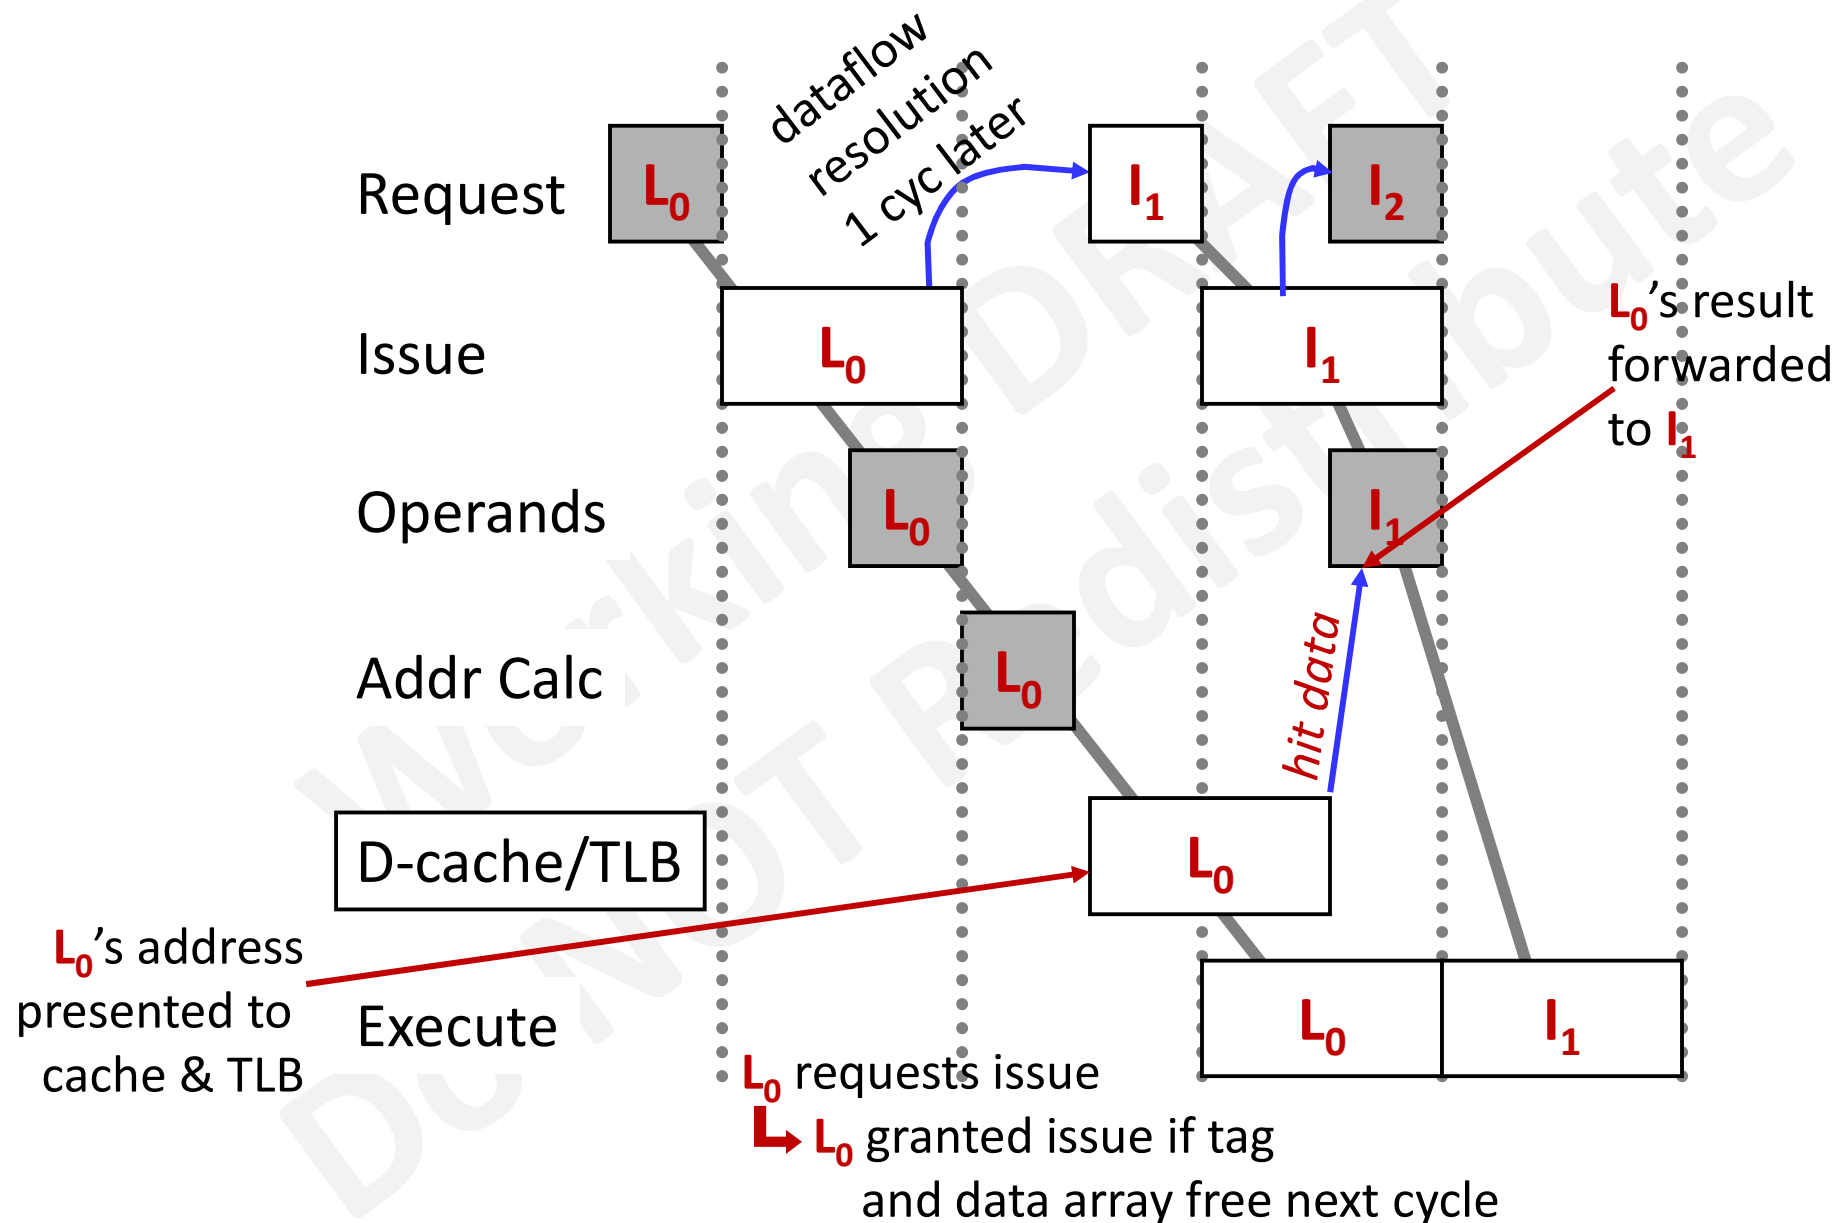 dataflow
resolution
1 cyc later
Request
L0
I1
I2
Issue
L0
I1
L0's result
forwarded
to I1
Operands
L0
I1
Addr Calc
L0
hit data
D-cache/TLB
L0
L0's address
presented to
cache & TLB
Execute
L0
I1
L0 requests issue
L0 granted issue if tag
and data array free next cycle
Working DRAFT
Do NOT Redistribute